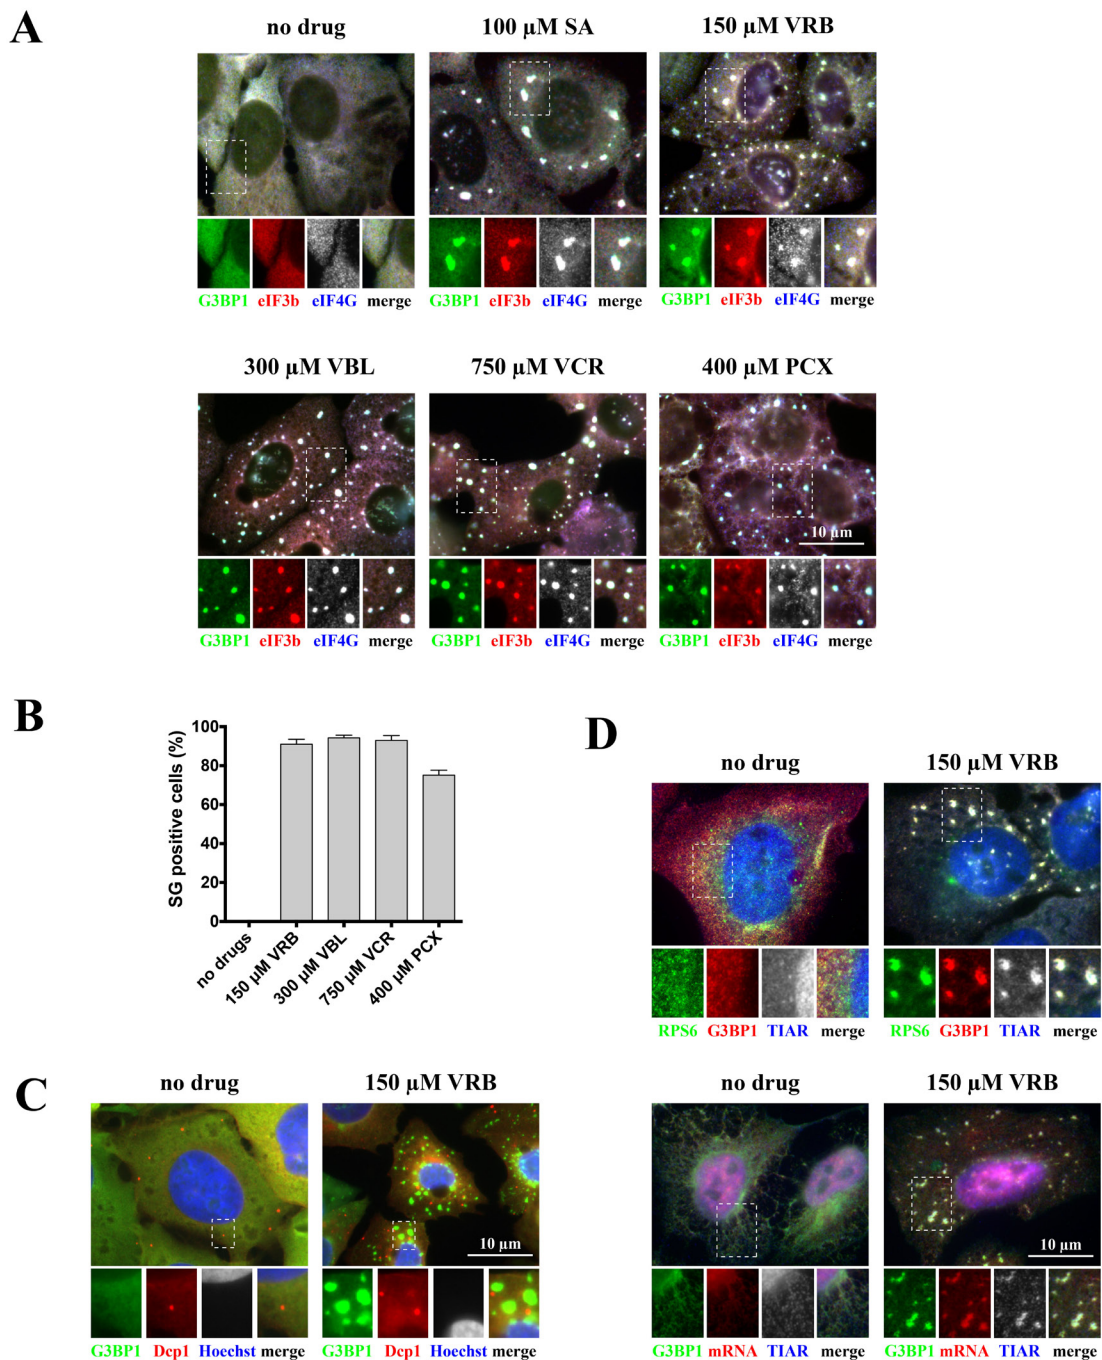 A
no drug
100 µM SA
150 µM VRB
G3BP1 eIF3b eIF4G merge
G3BP1 eIF3b eIF4G merge
G3BP1 eIF3b eIF4G merge
300 µM VBL
750 µM VCR
400 µM PCX
10 µm
G3BP1 eIF3b eIF4G merge
G3BP1 eIF3b eIF4G merge
G3BP1 eIF3b eIF4G merge
B
SG positive cells (%)
100
80
60
40
20
0
no drugs
150 µM VRB
300 µM VBL
750 µM VCR
400 µM PCX
C
no drug
150 µM VRB
10 µm
G3BP1 Dcp1 Hoechst merge
G3BP1 Dcp1 Hoechst merge
D
no drug
150 µM VRB
RPS6 G3BP1 TIAR merge
RPS6 G3BP1 TIAR merge
no drug
150 µM VRB
10 µm
G3BP1 mRNA TIAR merge
G3BP1 mRNA TIAR merge